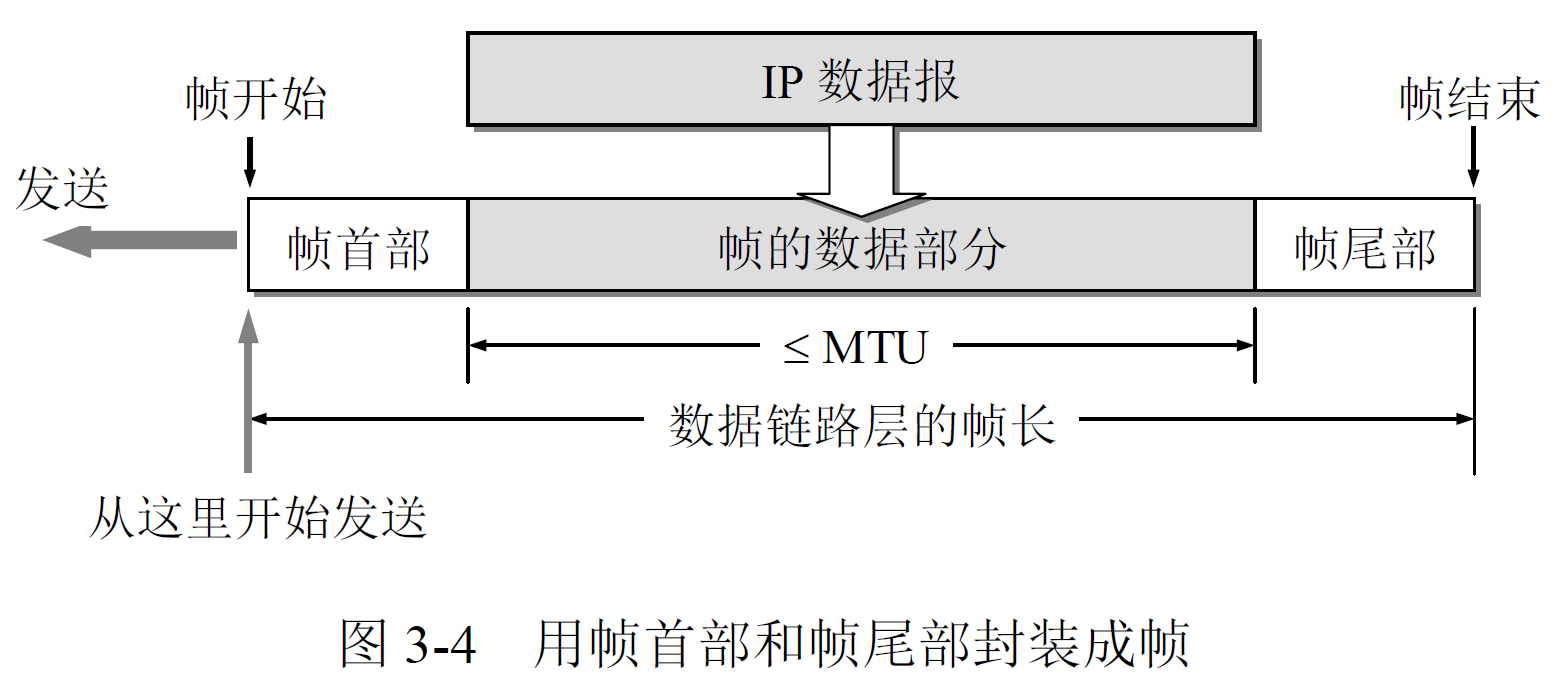 IP 数据报
帧开始
帧结束
发送
帧首部
帧的数据部分
帧尾部
≤ MTU
数据链路层的帧长
从这里开始发送
图 3-4 用帧首部和帧尾部封装成帧